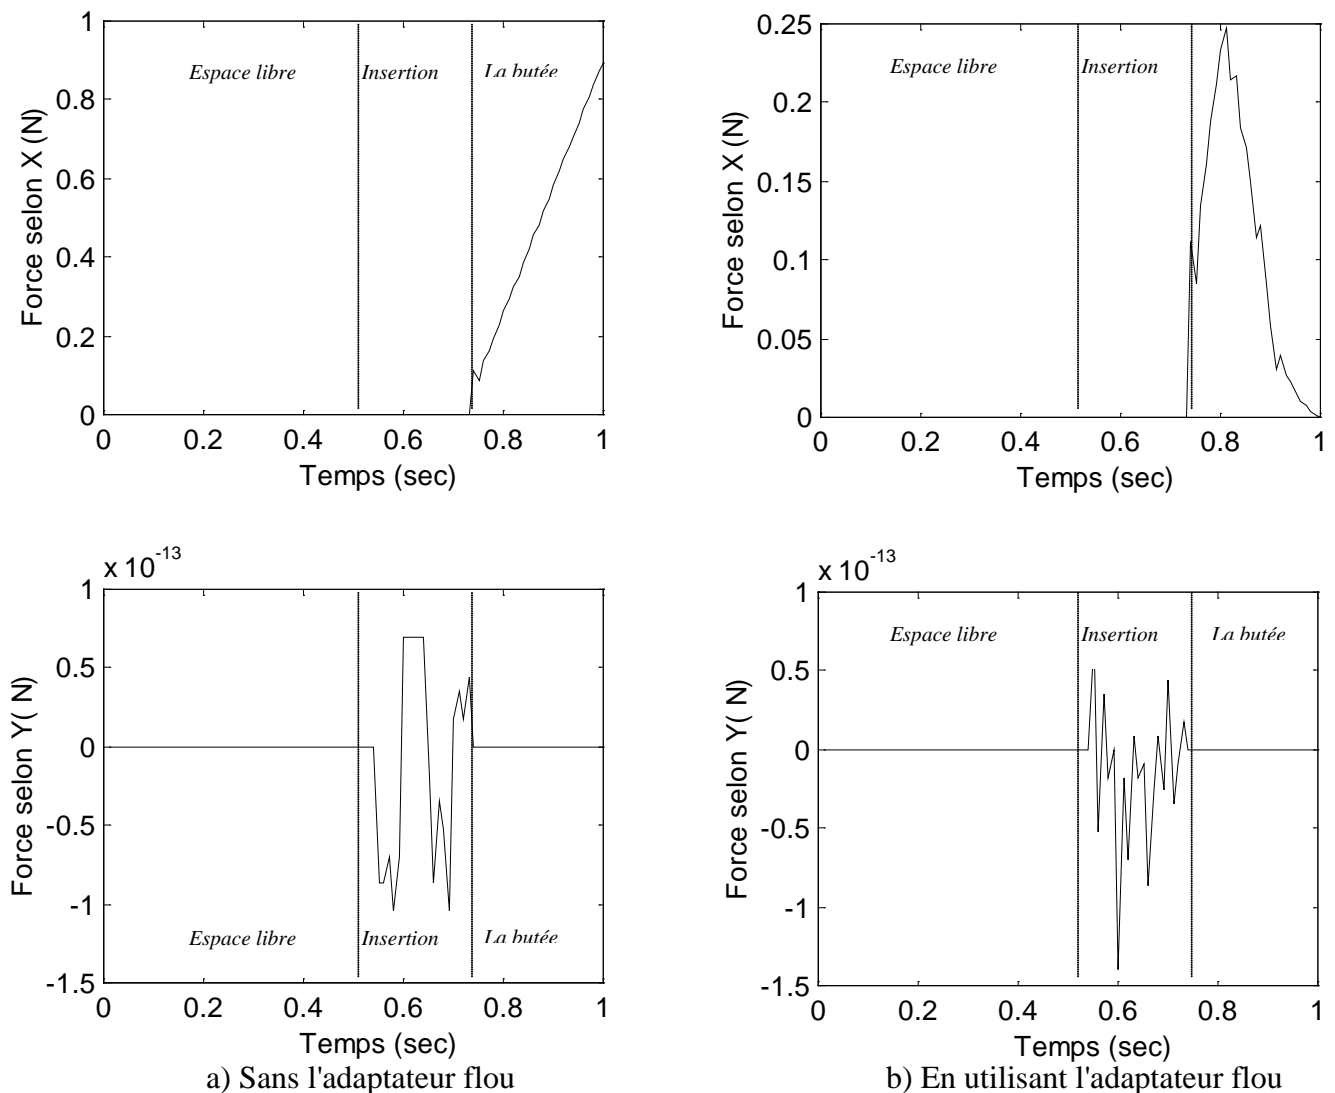 1
0.8
0.6
0.4
0.2
0
Force selon X (N)
Espace libre
Insertion
La butée
0 0.2 0.4 0.6 0.8 1
Temps (sec)
0.25
0.2
0.15
0.1
0.05
0
Force selon X (N)
Espace libre
Insertion
La butée
0 0.2 0.4 0.6 0.8 1
Temps (sec)
x 10^-13
1
0.5
0
-0.5
-1
-1.5
Force selon Y( N)
Espace libre
Insertion
La butée
0 0.2 0.4 0.6 0.8 1
Temps (sec)
a) Sans l'adaptateur flou
x 10^-13
1
0.5
0
-0.5
-1
-1.5
Force selon Y( N)
Espace libre
Insertion
La butée
0 0.2 0.4 0.6 0.8 1
Temps (sec)
b) En utilisant l'adaptateur flou